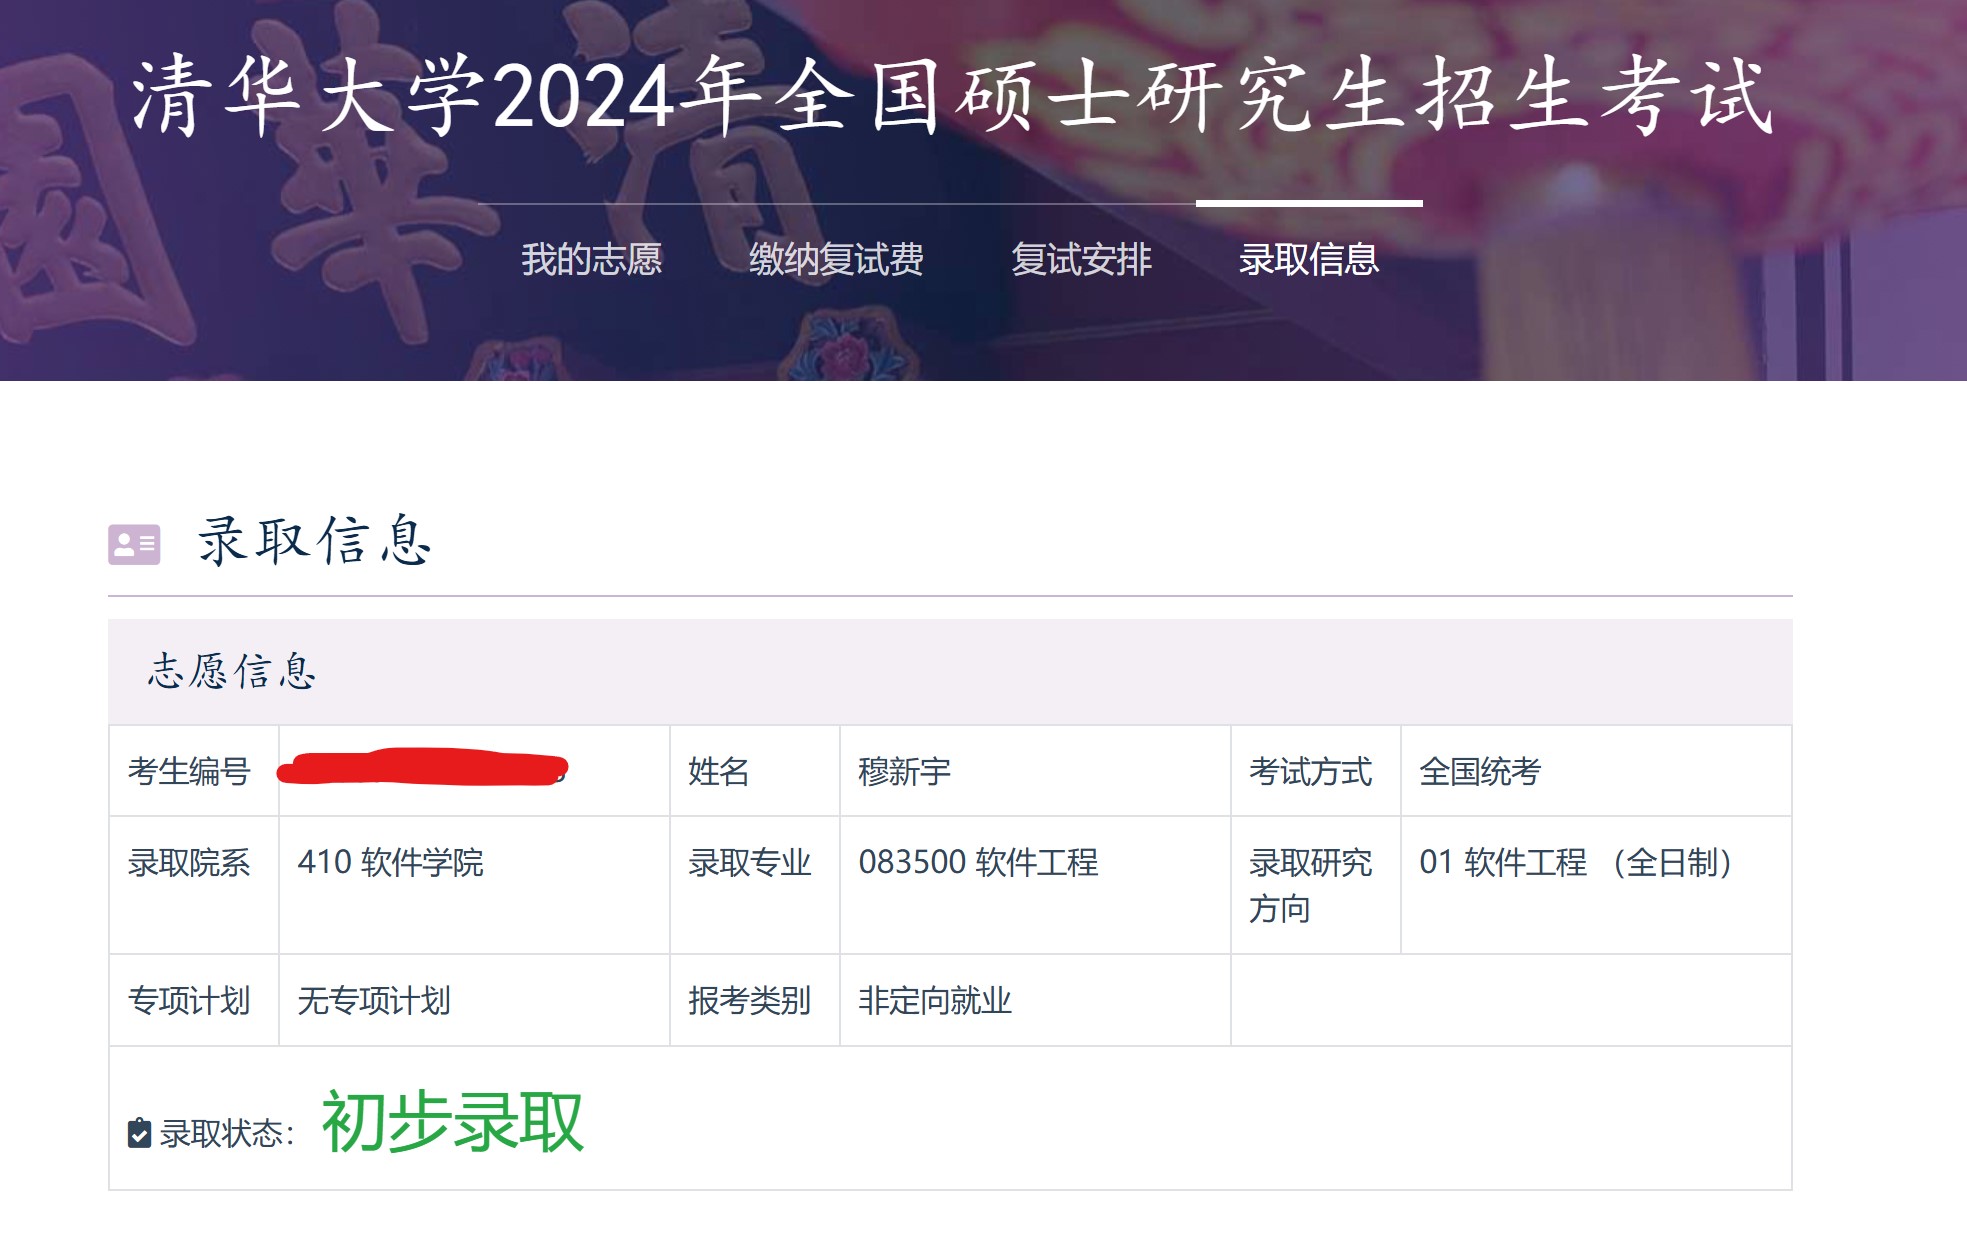 清华大学2024年全国硕士研究生招生考试
我的志愿 缴纳复试费 复试安排 录取信息
录取信息
志愿信息
考生编号 姓名 穆新宇 考试方式 全国统考
录取院系 410 软件学院 录取专业 083500 软件工程 录取研究方向 01 软件工程 （全日制）
专项计划 无专项计划 报考类别 非定向就业
录取状态： 初步录取